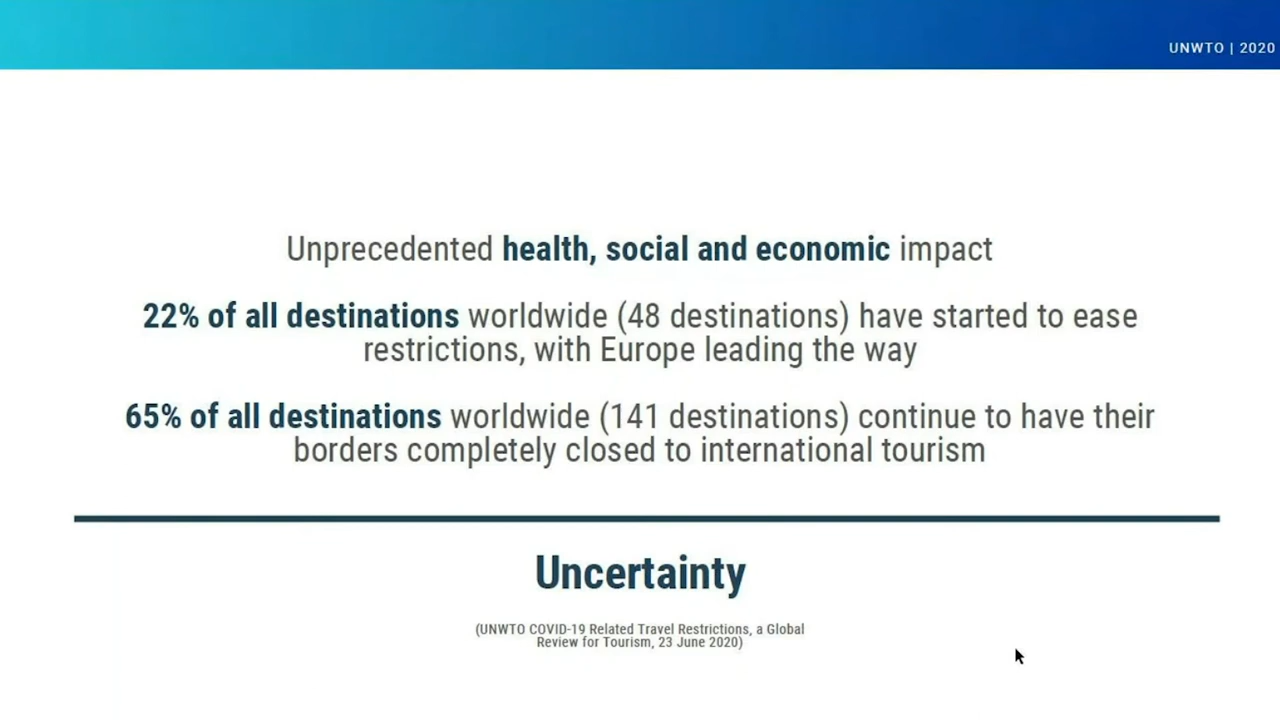 UNWTO | 2020
Unprecedented health, social and economic impact
22% of all destinations worldwide (48 destinations) have started to ease
restrictions, with Europe leading the way
65% of all destinations worldwide (141 destinations) continue to have their
borders completely closed to international tourism
Uncertainty
(UNWTO COVID-19 Related Travel Restrictions, a Global
Review for Tourism, 23 June 2020)